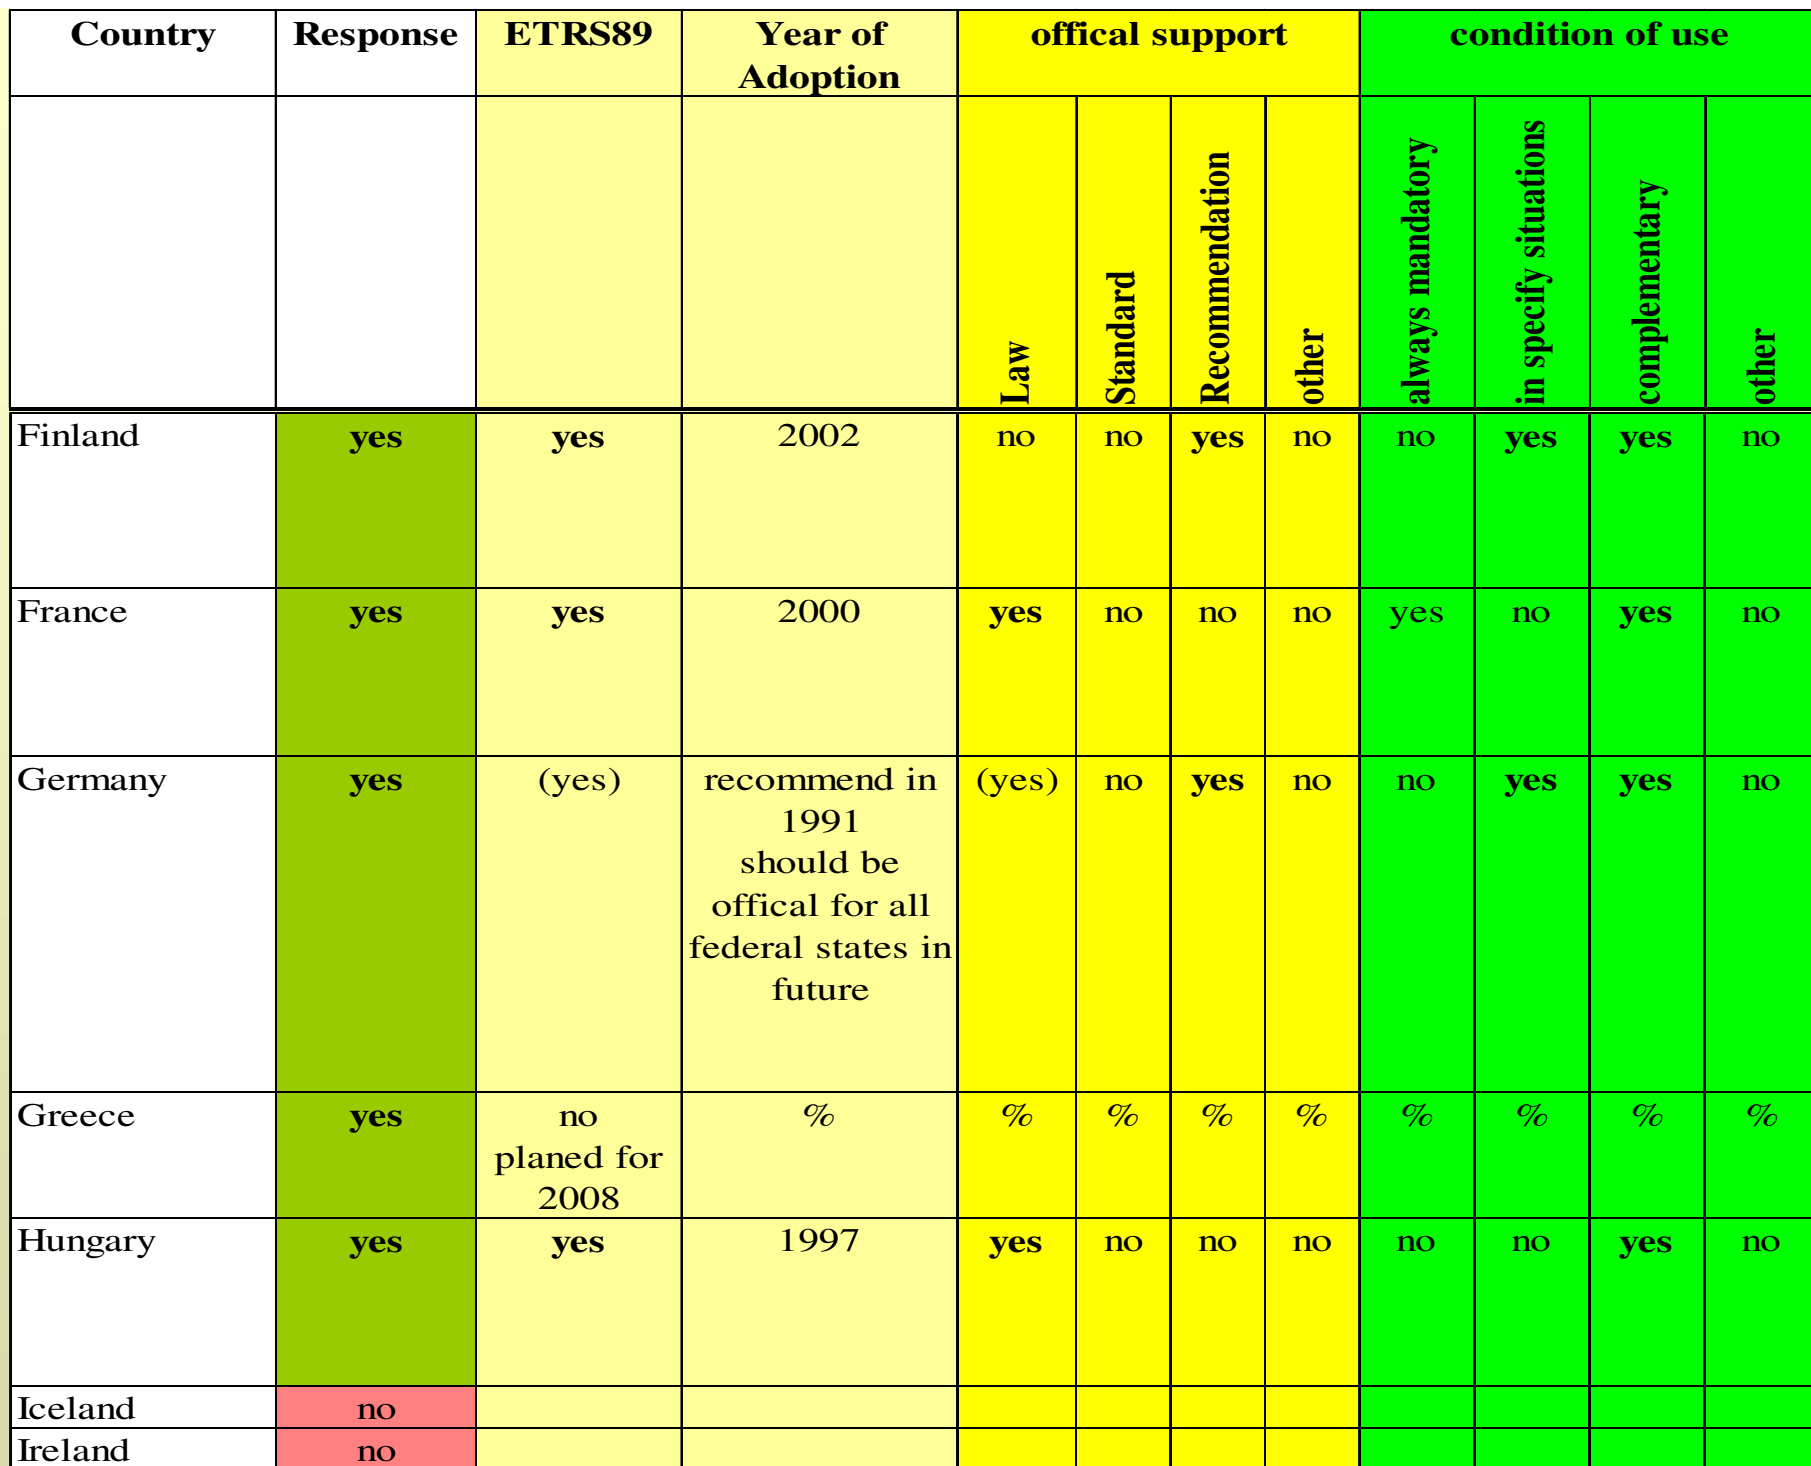 Country Response ETRS89 Year of Adoption offical support condition of use
Law Standard Recommendation other always mandatory in specify situations complementary other
Finland yes yes 2002 no no yes no no yes yes no
France yes yes 2000 yes no no no yes no yes no
Germany yes (yes) recommend in (yes) no yes no no yes yes no
1991
should be
offical for all
federal states in
future
Greece yes no % % % % % % % % %
planed for
2008
Hungary yes yes 1997 yes no no no no no yes no
Iceland no
Ireland no